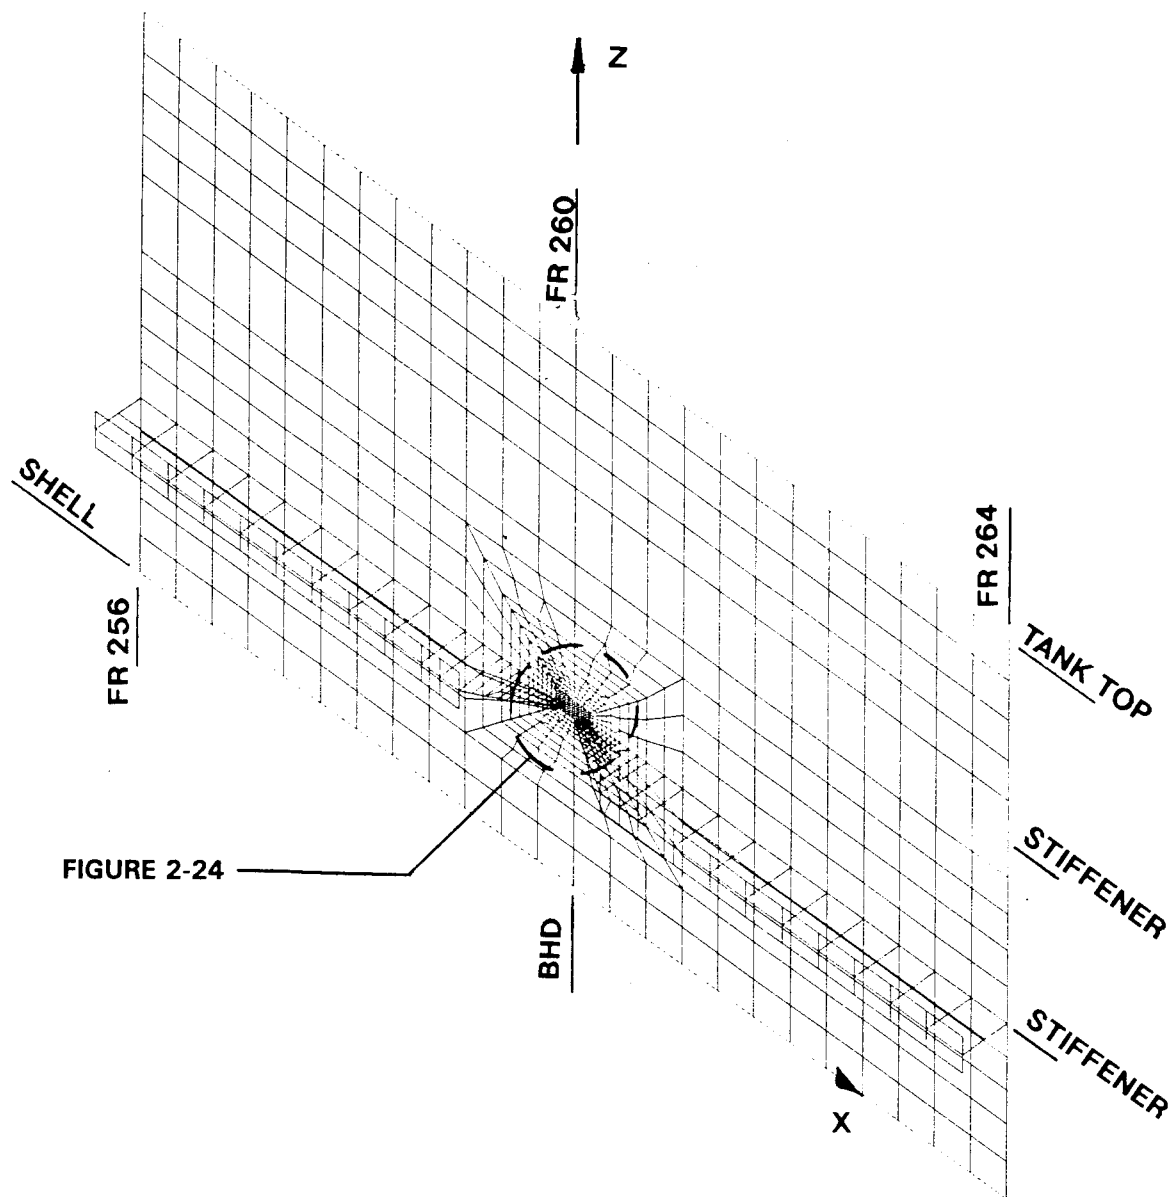 Z
FR 260
SHELL
FR 256
FR 264
TANK TOP
FIGURE 2-24
STIFFENER
BHD
STIFFENER
X